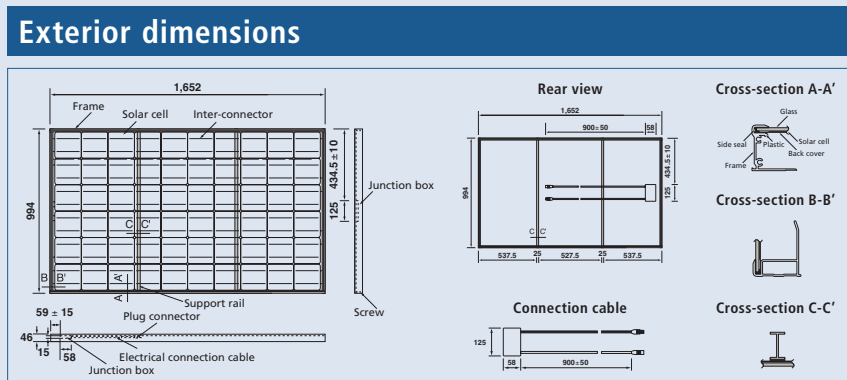 Exterior dimensions
1,652
Frame
Solar cell
Inter-connector
994
434.5 ± 10
125
Junction box
C C'
B B'
A A'
Support rail
Screw
59 ± 15
Plug connector
46
15
58
Electrical connection cable
Junction box
Rear view
1,652
900±50
58
994
434.5 ± 10
125
C C'
25
25
537.5
527.5
537.5
Connection cable
125
58
900±50
Cross-section A-A'
Glass
Side seal
Plastic
Solar cell
Back cover
Frame
Cross-section B-B'
Cross-section C-C'